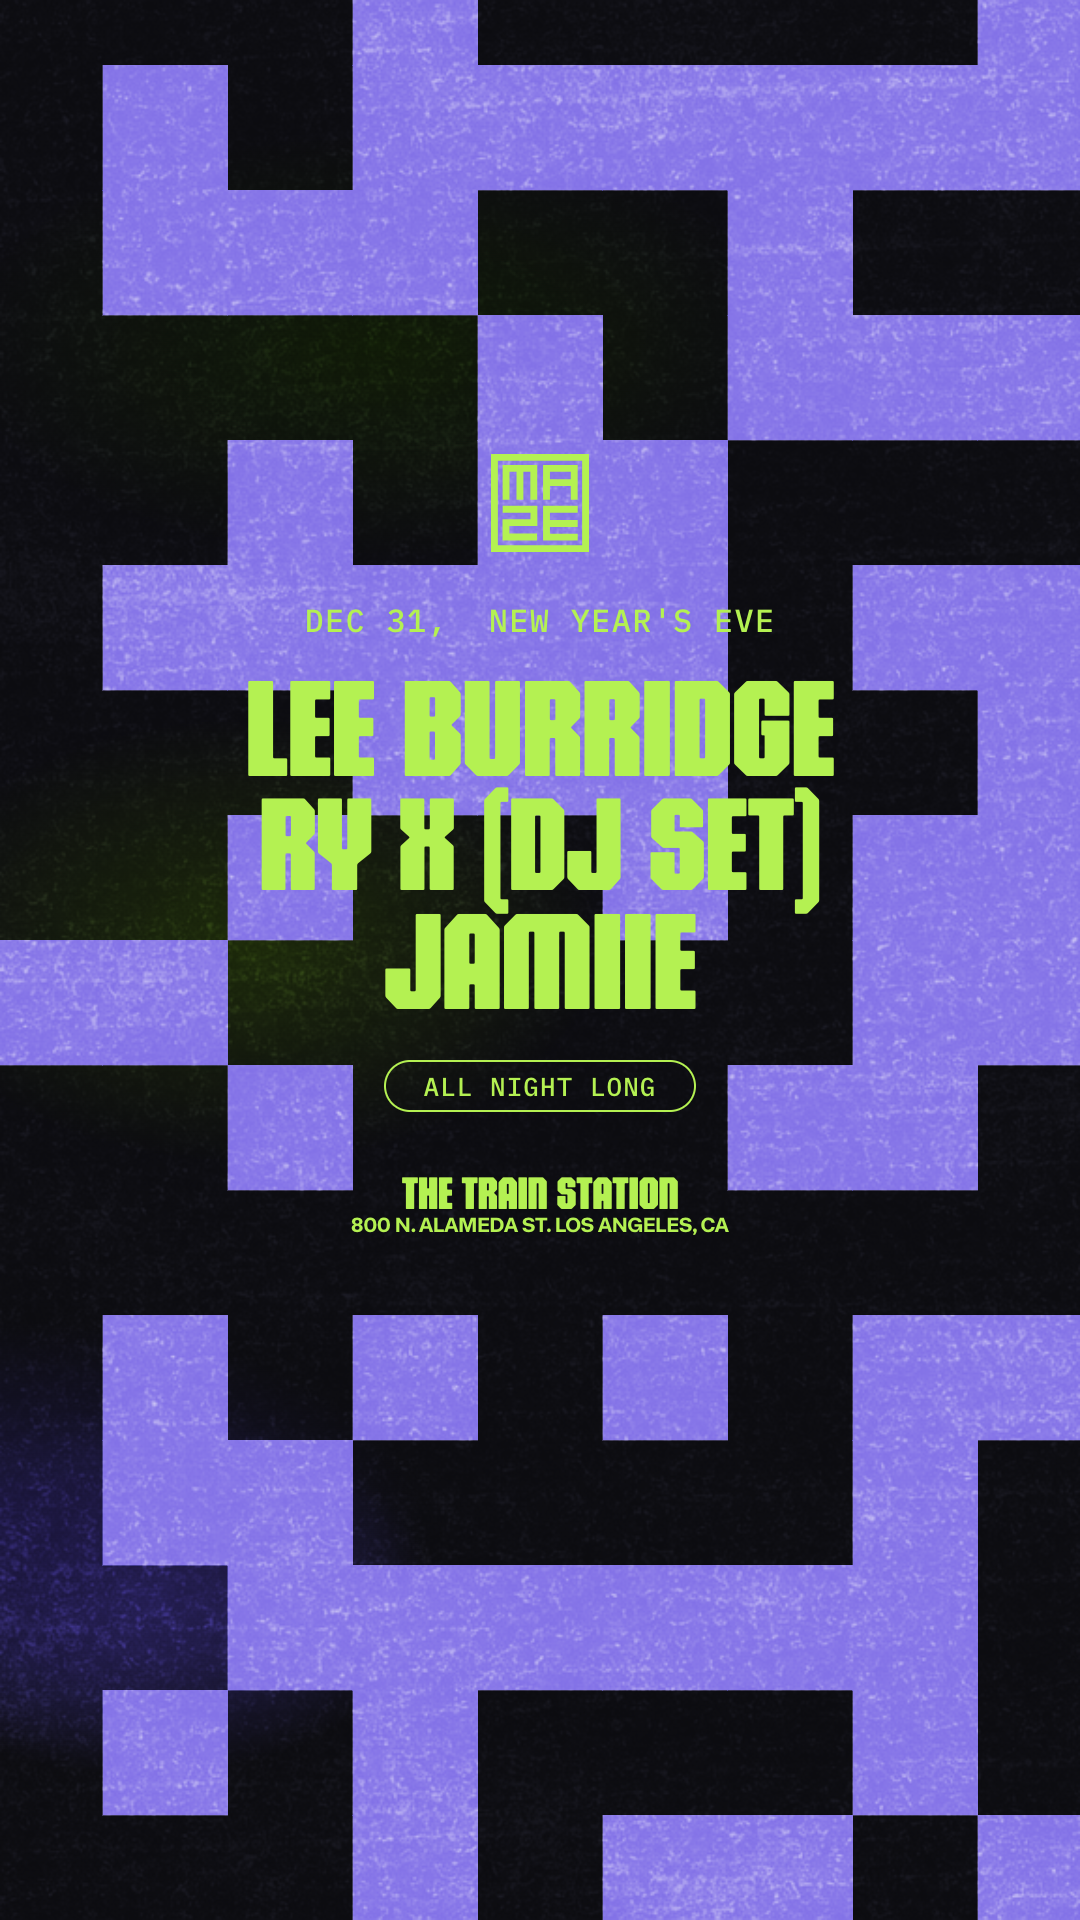 MA
ZE
DEC 31, NEW YEAR'S EVE
LEE BURRIDGE
RY X (DJ SET)
JAMIIE
ALL NIGHT LONG
THE TRAIN STATION
800 N. ALAMEDA ST. LOS ANGELES, CA